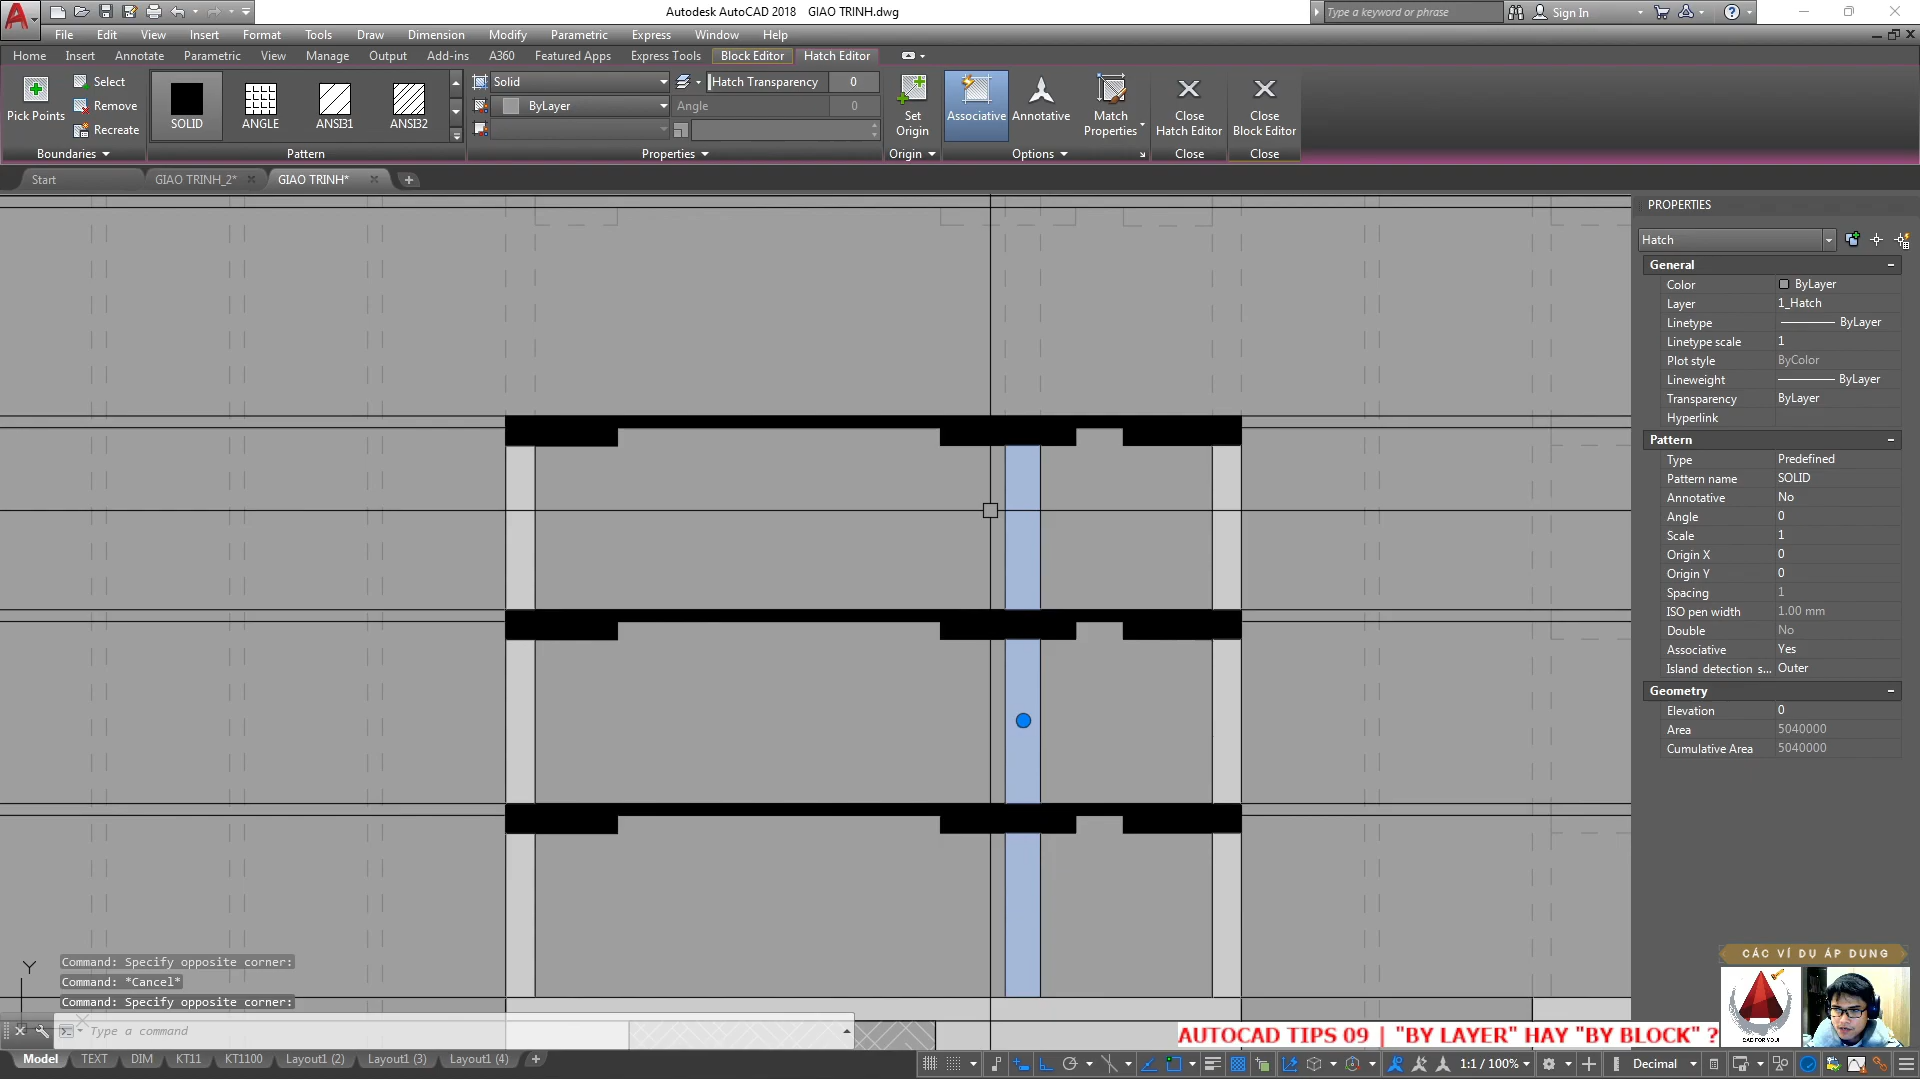 Autodesk AutoCAD 2018 GIAO TRINH.dwg
Type a keyword or phrase
Sign In
File Edit View Insert Format Tools Draw Dimension Modify Parametric Express Window Help
Home Insert Annotate Parametric View Manage Output Add-ins A360 Featured Apps Express Tools Block Editor Hatch Editor
Pick Points
Select
Remove
Recreate
Boundaries
SOLID
ANGLE
ANSI31
ANSI32
Pattern
Solid
ByLayer
Hatch Transparency 0
Angle 0
Properties
Set
Origin
Origin
Associative
Annotative
Match
Properties
Options
Close
Hatch Editor
Close
Block Editor
Close
Close
Start
GIAO TRINH_2*
GIAO TRINH*
PROPERTIES
Hatch
General
Color ByLayer
Layer 1_Hatch
Linetype ByLayer
Linetype scale 1
Plot style ByColor
Lineweight ByLayer
Transparency ByLayer
Hyperlink
Pattern
Type Predefined
Pattern name SOLID
Annotative No
Angle 0
Scale 1
Origin X 0
Origin Y 0
Spacing 1
ISO pen width 1.00 mm
Double No
Associative Yes
Island detection s... Outer
Geometry
Elevation 0
Area 5040000
Cumulative Area 5040000
Y
Command: Specify opposite corner:
Command: *Cancel*
Command: Specify opposite corner:
Type a command
CÁC VÍ DỤ ÁP DỤNG
CAD FOR YOU!
AUTOCAD TIPS 09 | "BY LAYER" HAY "BY BLOCK" ?
Model TEXT DIM KT11 KT1100 Layout1 (2) Layout1 (3) Layout1 (4)
1:1 / 100%
Decimal